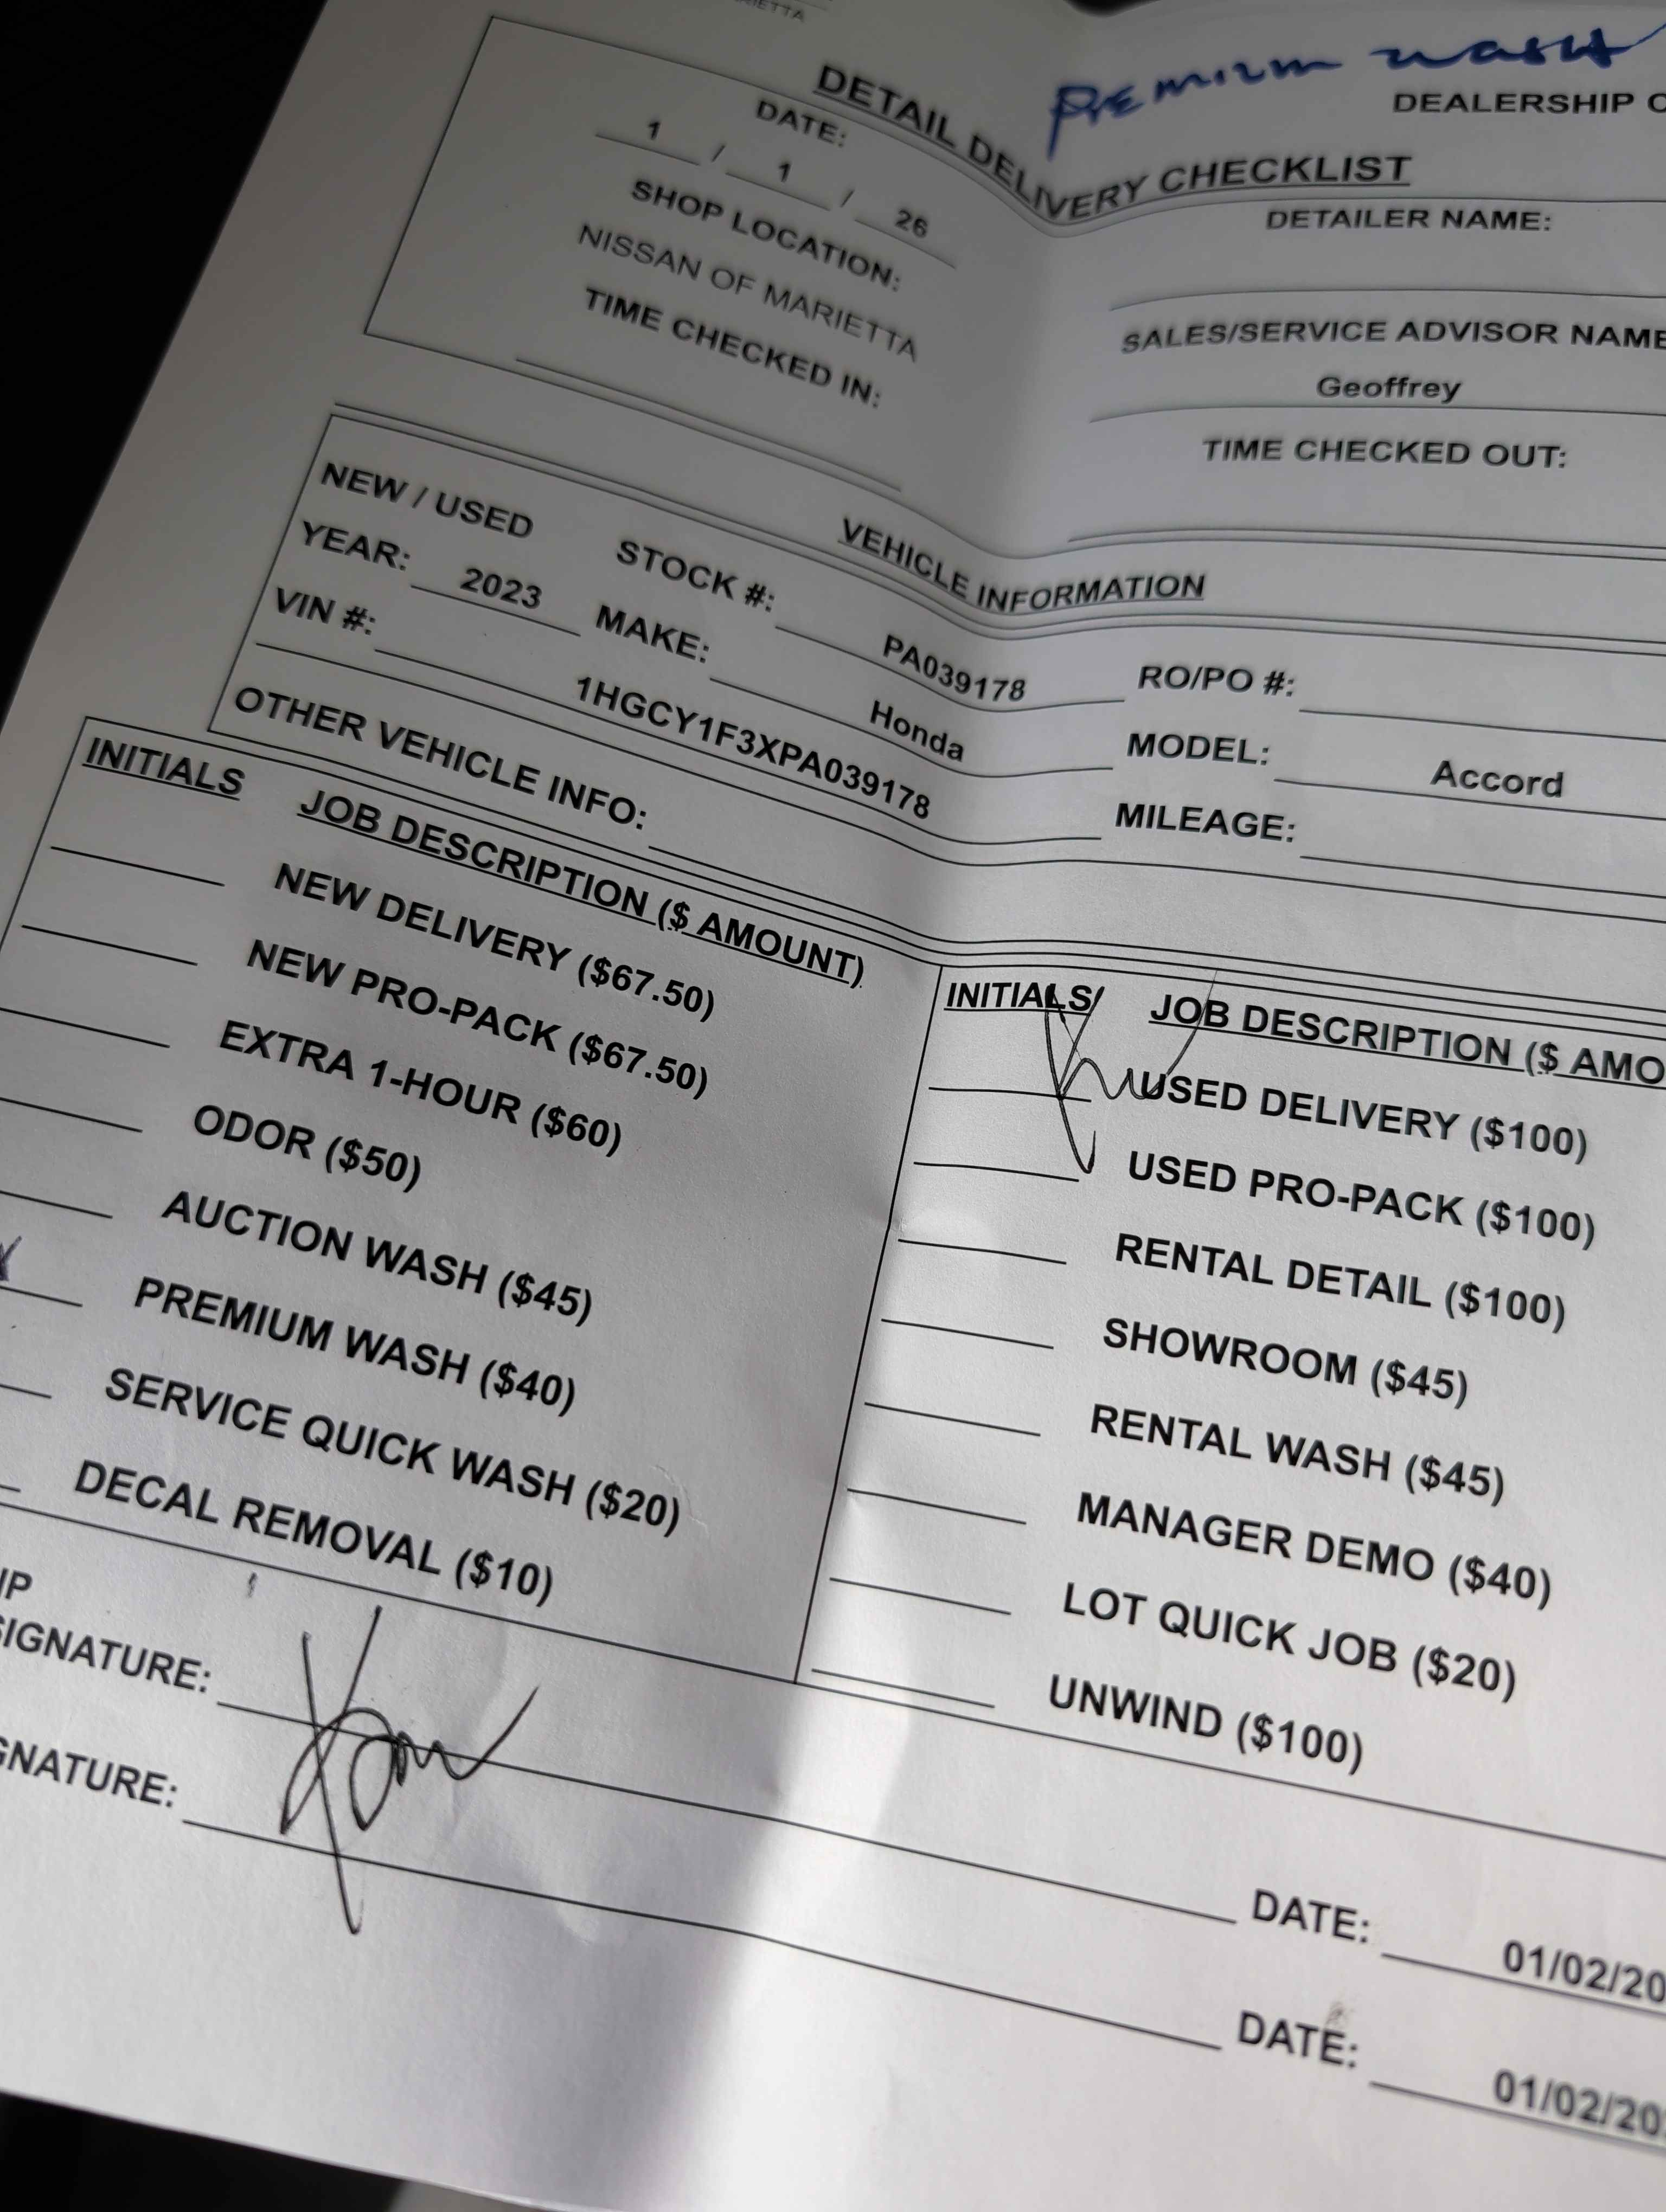 Premium wash
DEALERSHIP C
DETAIL DELIVERY CHECKLIST
DATE:
1 / 1 / 26
SHOP LOCATION:
NISSAN OF MARIETTA
TIME CHECKED IN:
DETAILER NAME:
SALES/SERVICE ADVISOR NAME
Geoffrey
TIME CHECKED OUT:
VEHICLE INFORMATION
NEW / USED STOCK #: PA039178 RO/PO #:
YEAR: 2023 MAKE: Honda MODEL: Accord
VIN #: 1HGCY1F3XPA039178 MILEAGE:
OTHER VEHICLE INFO:
INITIALS JOB DESCRIPTION ($ AMOUNT)
NEW DELIVERY ($67.50)
NEW PRO-PACK ($67.50)
EXTRA 1-HOUR ($60)
ODOR ($50)
AUCTION WASH ($45)
PREMIUM WASH ($40)
SERVICE QUICK WASH ($20)
DECAL REMOVAL ($10)
INITIALS JOB DESCRIPTION ($ AMO
USED DELIVERY ($100)
USED PRO-PACK ($100)
RENTAL DETAIL ($100)
SHOWROOM ($45)
RENTAL WASH ($45)
MANAGER DEMO ($40)
LOT QUICK JOB ($20)
UNWIND ($100)
IP
SIGNATURE: DATE: 01/02/20
GNATURE: DATE: 01/02/20